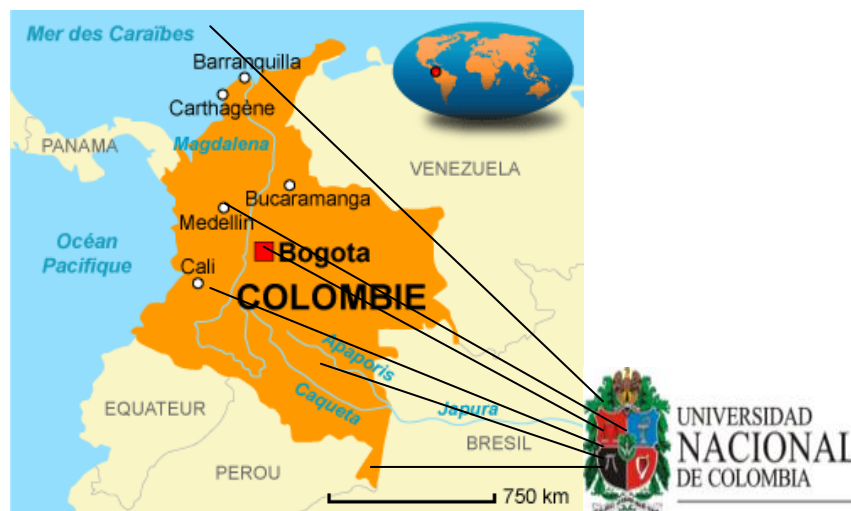 Mer des Caraïbes
Barranquilla
Carthagène
PANAMA
Magdalena
VENEZUELA
Bucaramanga
Medellin
Océan
Pacifique
Bogota
Cali
COLOMBIE
Apaporis
Caqueta
Japura
EQUATEUR
BRESIL
PEROU
750 km
UNIVERSIDAD
NACIONAL
DE COLOMBIA